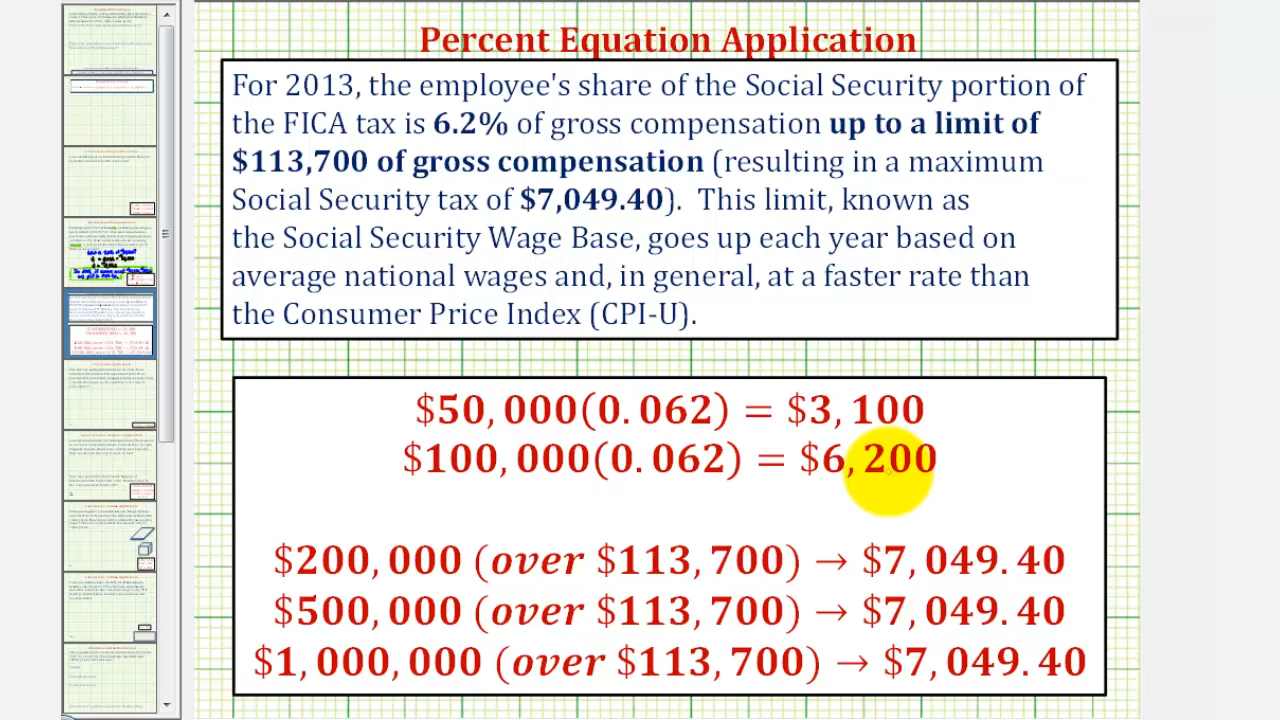 Percent Equation Application
For 2013, the employee's share of the Social Security portion of
the FICA tax is 6.2% of gross compensation up to a limit of
$113,700 of gross compensation (resulting in a maximum
Social Security tax of $7,049.40).  This limit, known as
the Social Security Wage Base, goes up each year based on
average national wages and, in general, at a faster rate than
the Consumer Price Index (CPI-U).
$50,000(0.062) = $3,100
$100,000(0.062) = $6,200
$200,000 (over $113,700) → $7,049.40
$500,000 (over $113,700) → $7,049.40
$1,000,000 (over $113,700) → $7,049.40